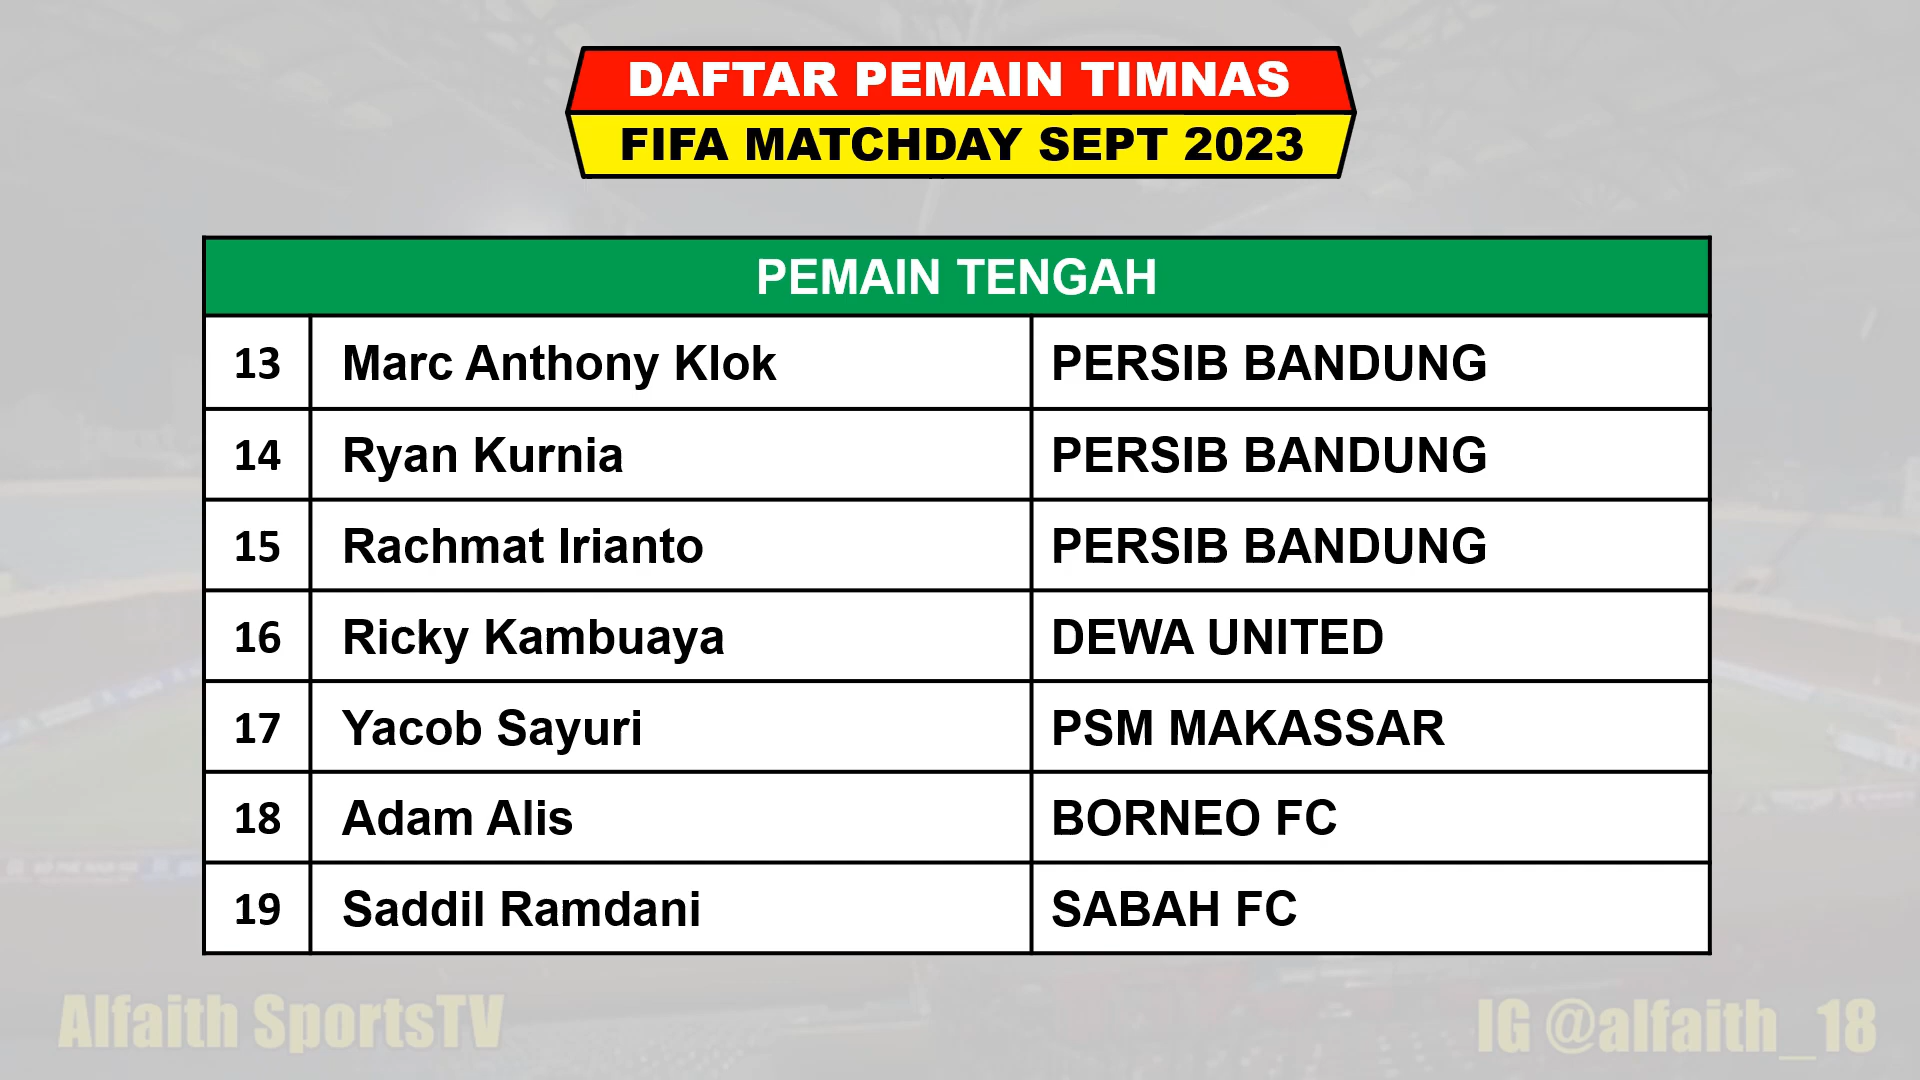 DAFTAR PEMAIN TIMNAS
FIFA MATCHDAY SEPT 2023
PEMAIN TENGAH
13 Marc Anthony Klok PERSIB BANDUNG
14 Ryan Kurnia PERSIB BANDUNG
15 Rachmat Irianto PERSIB BANDUNG
16 Ricky Kambuaya DEWA UNITED
17 Yacob Sayuri PSM MAKASSAR
18 Adam Alis BORNEO FC
19 Saddil Ramdani SABAH FC
Alfaith SportsTV IG @alfaith_18